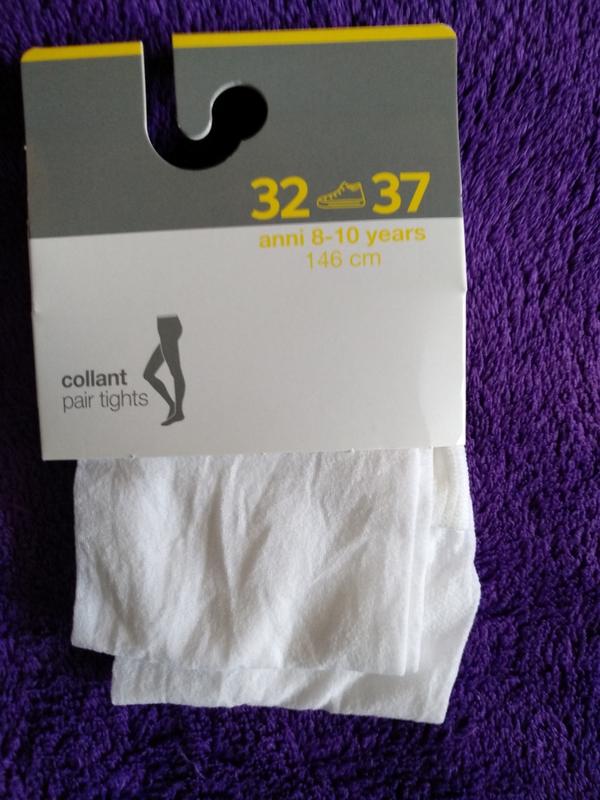 32 37
anni 8-10 years
146 cm
collant
pair tights